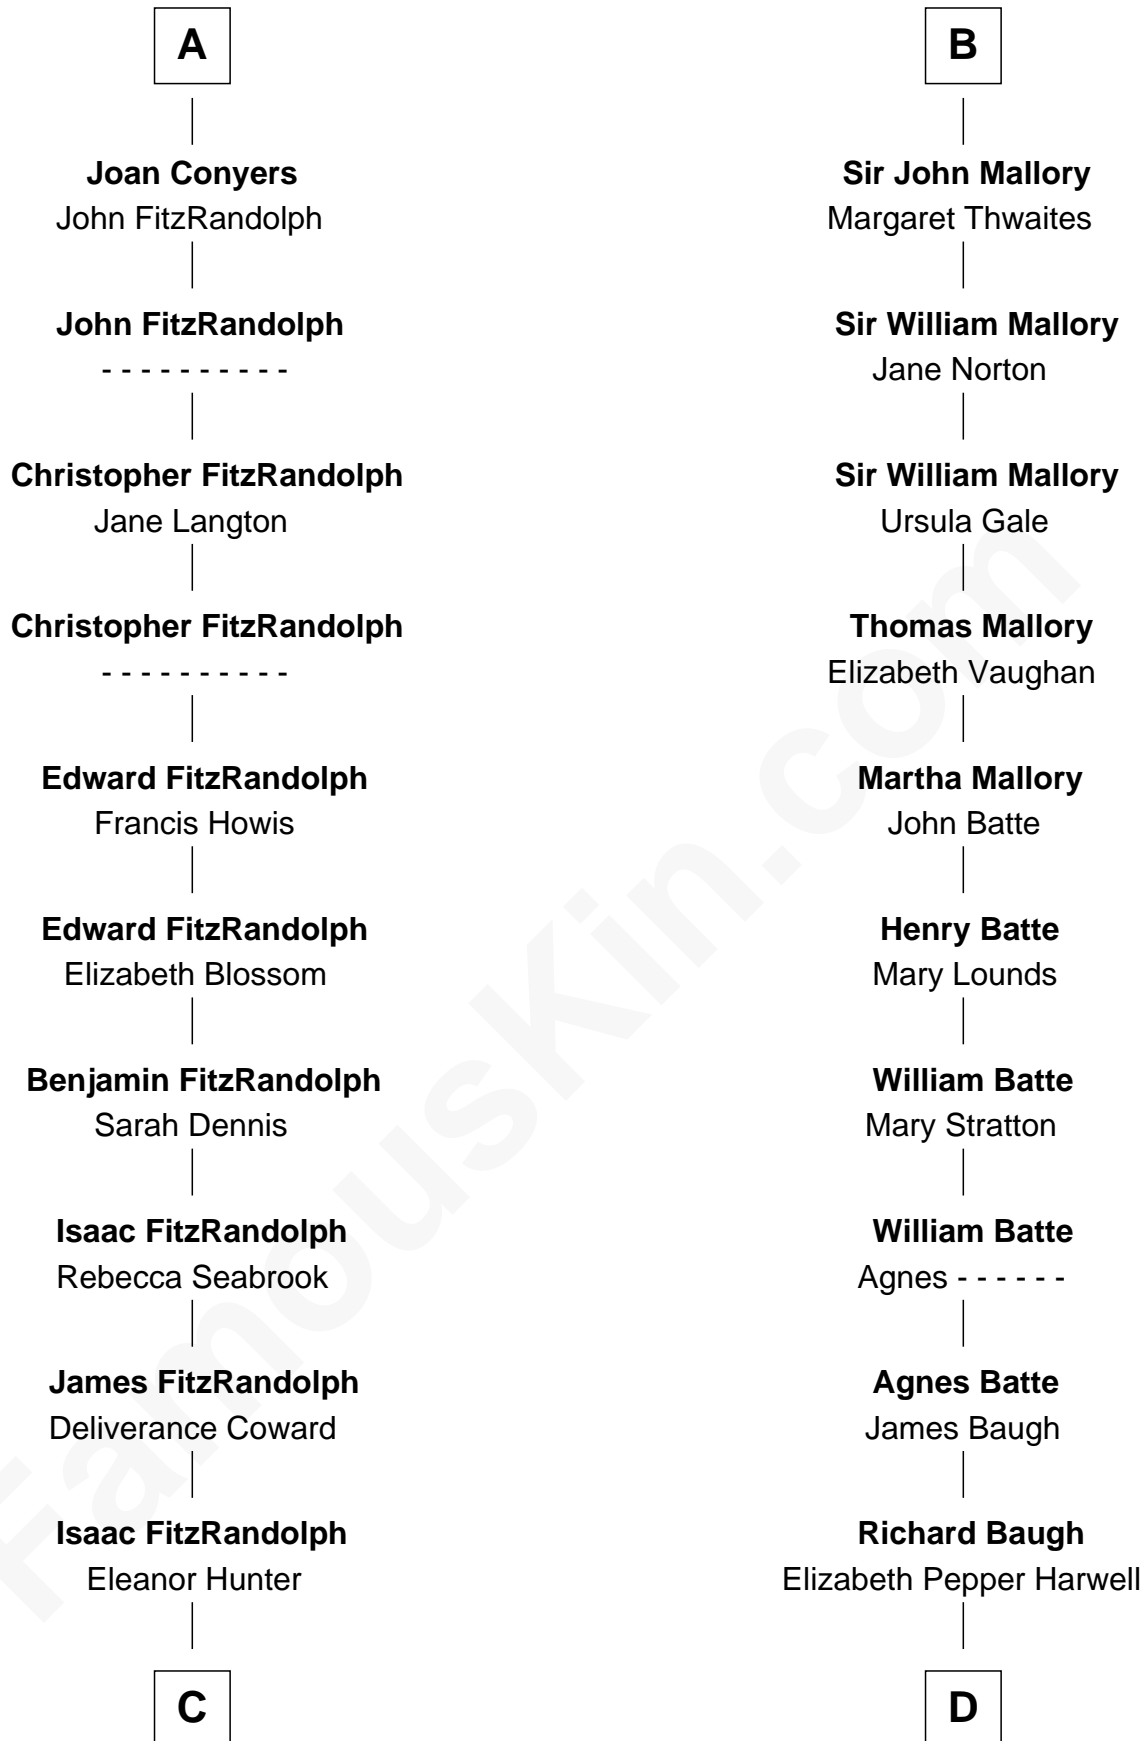 A
Joan Conyers
John FitzRandolph
John FitzRandolph
- - - - - - - - - -
Christopher FitzRandolph
Jane Langton
Christopher FitzRandolph
- - - - - - - - - -
Edward FitzRandolph
Francis Howis
Edward FitzRandolph
Elizabeth Blossom
Benjamin FitzRandolph
Sarah Dennis
Isaac FitzRandolph
Rebecca Seabrook
James FitzRandolph
Deliverance Coward
Isaac FitzRandolph
Eleanor Hunter
C
B
Sir John Mallory
Margaret Thwaites
Sir William Mallory
Jane Norton
Sir William Mallory
Ursula Gale
Thomas Mallory
Elizabeth Vaughan
Martha Mallory
John Batte
Henry Batte
Mary Lounds
William Batte
Mary Stratton
William Batte
Agnes - - - - - -
Agnes Batte
James Baugh
Richard Baugh
Elizabeth Pepper Harwell
D
FamousKin.com